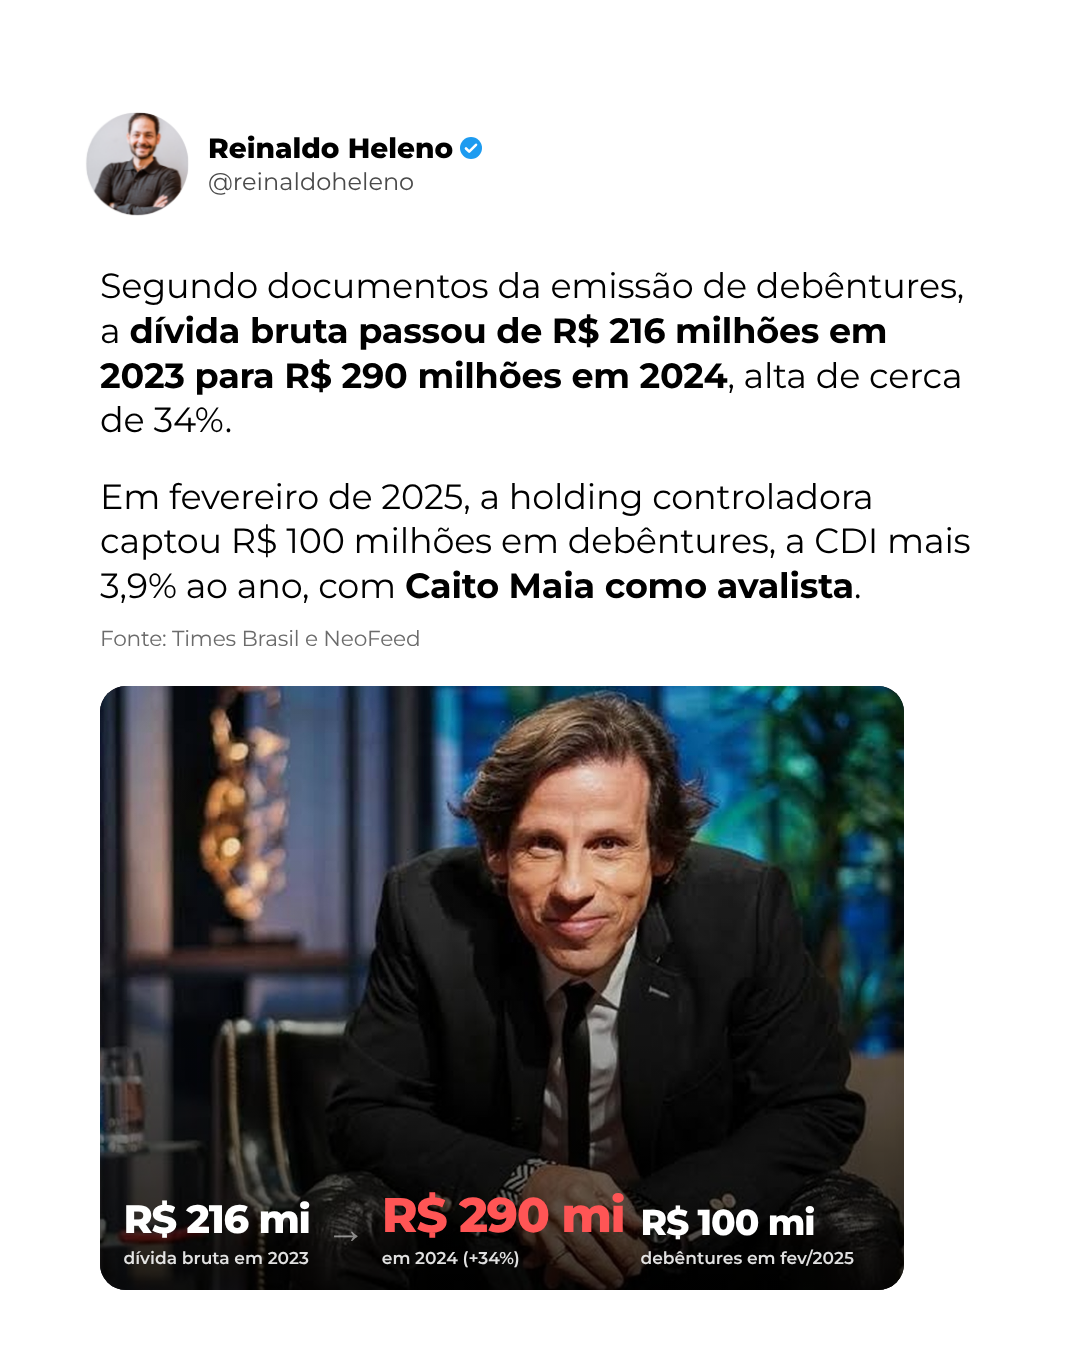 Reinaldo Heleno
@reinaldoheleno
Segundo documentos da emissão de debêntures,
a dívida bruta passou de R$ 216 milhões em
2023 para R$ 290 milhões em 2024, alta de cerca
de 34%.
Em fevereiro de 2025, a holding controladora
captou R$ 100 milhões em debêntures, a CDI mais
3,9% ao ano, com Caito Maia como avalista.
Fonte: Times Brasil e NeoFeed
R$ 216 mi
dívida bruta em 2023
→
R$ 290 mi
em 2024 (+34%)
R$ 100 mi
debêntures em fev/2025